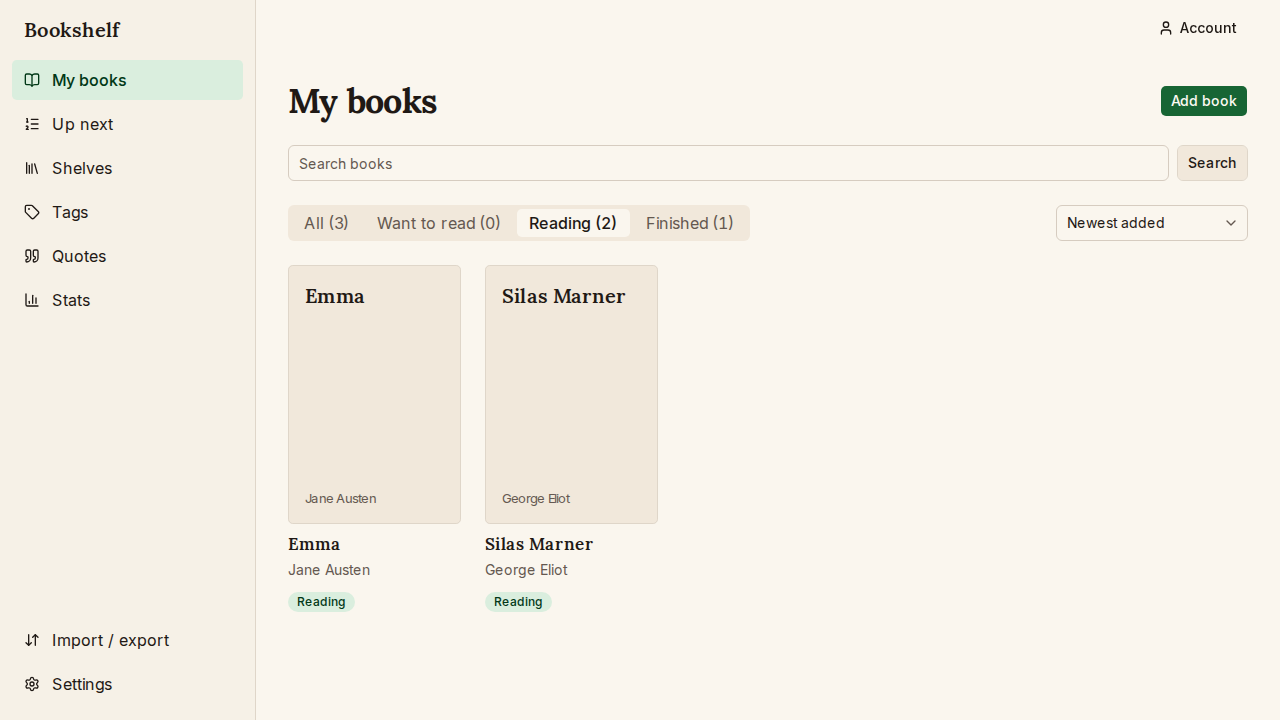 Bookshelf
My books
Up next
Shelves
Tags
Quotes
Stats
Import / export
Settings
Account
My books
Add book
Search books
Search
All (3)
Want to read (0)
Reading (2)
Finished (1)
Newest added
Emma
Jane Austen
Emma
Jane Austen
Reading
Silas Marner
George Eliot
Silas Marner
George Eliot
Reading